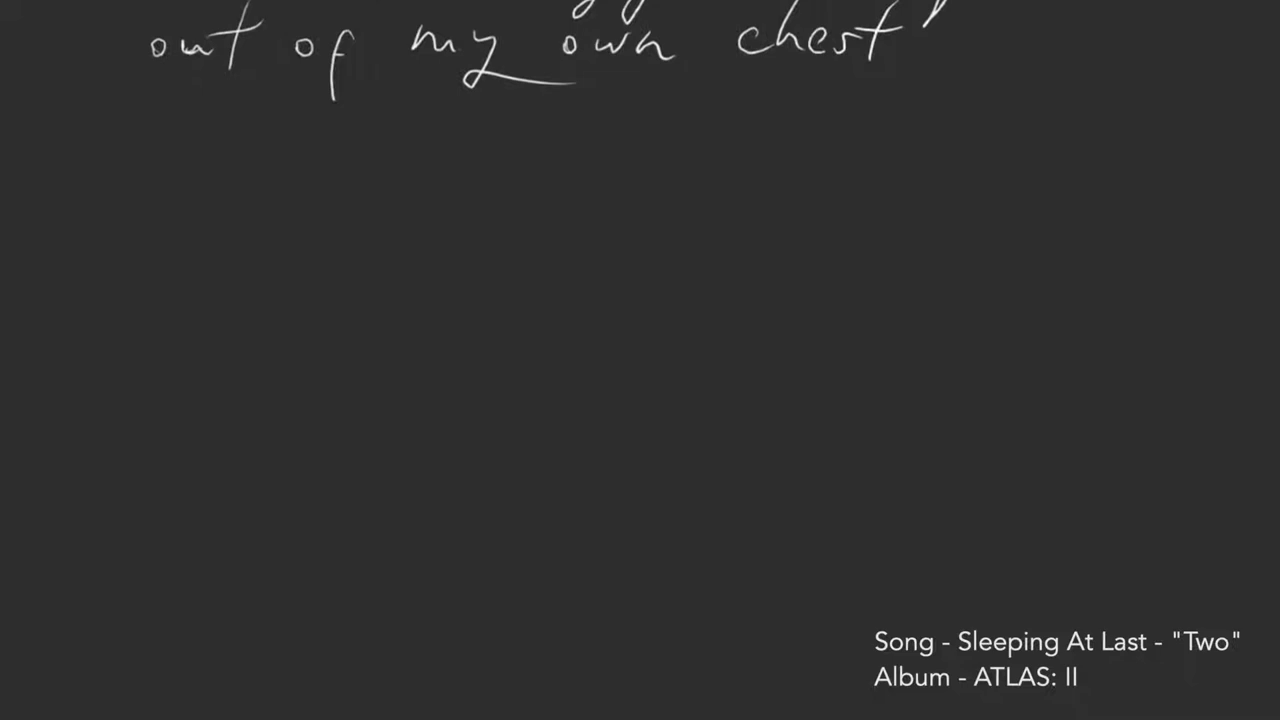 out of my own chest
Song - Sleeping At Last - "Two"
Album - ATLAS: II